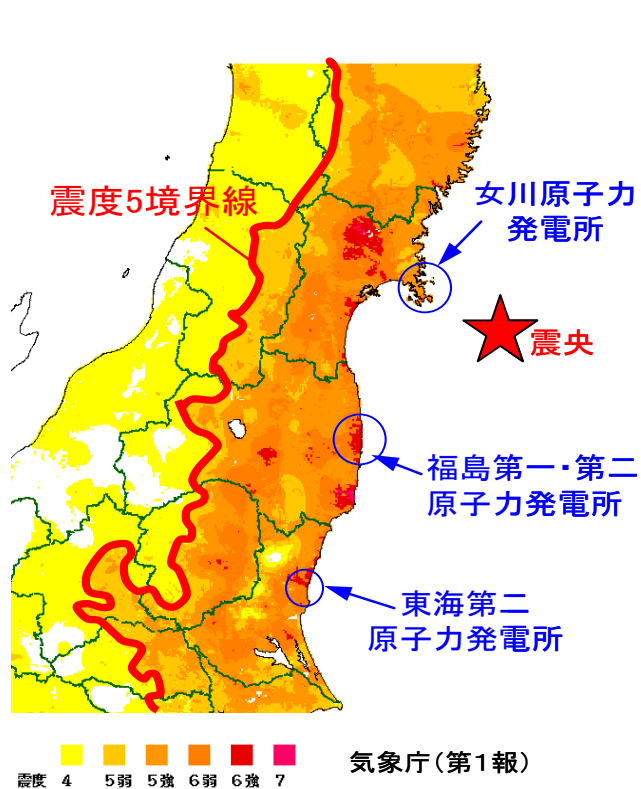 女川原子力
発電所
震度5境界線
震央
福島第一・第二
原子力発電所
東海第二
原子力発電所
気象庁(第1報)
震度 4 5弱 5強 6弱 6強 7